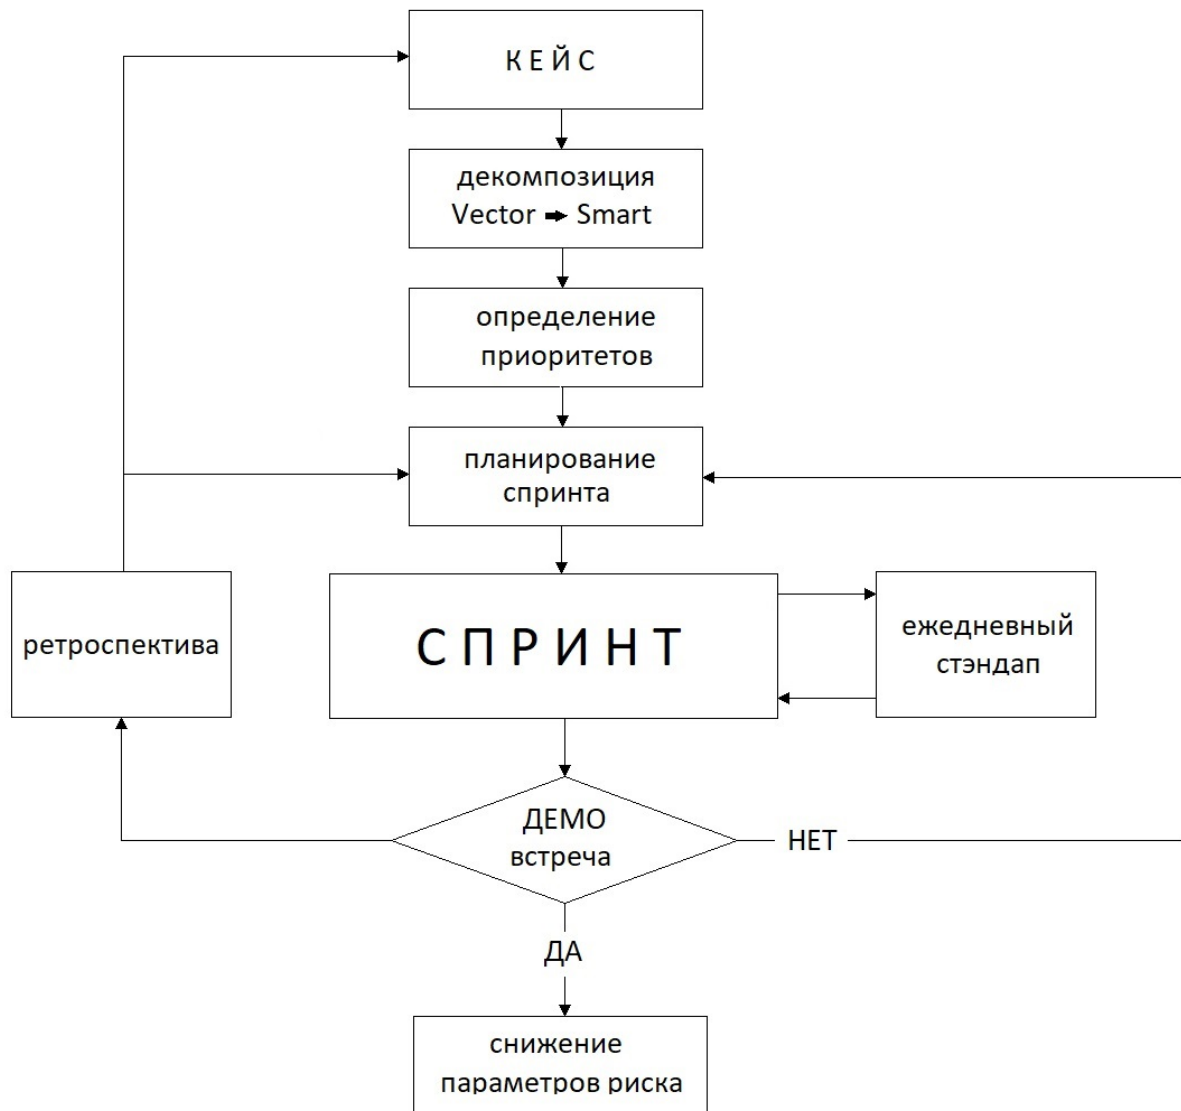 К Е Й С
декомпозиция
Vector ➡ Smart
определение
приоритетов
планирование
спринта
ретроспектива
С П Р И Н Т
ежедневный
стэндап
ДЕМО
встреча
НЕТ
ДА
снижение
параметров риска